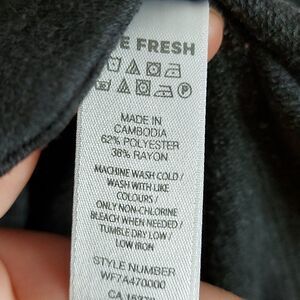 E FRESH
MADE IN
CAMBODIA
62% POLYESTER
38% RAYON
MACHINE WASH COLD /
WASH WITH LIKE
COLOURS /
ONLY NON-CHLORINE
BLEACH WHEN NEEDED /
TUMBLE DRY LOW /
LOW IRON
STYLE NUMBER
WF7A470000
CA